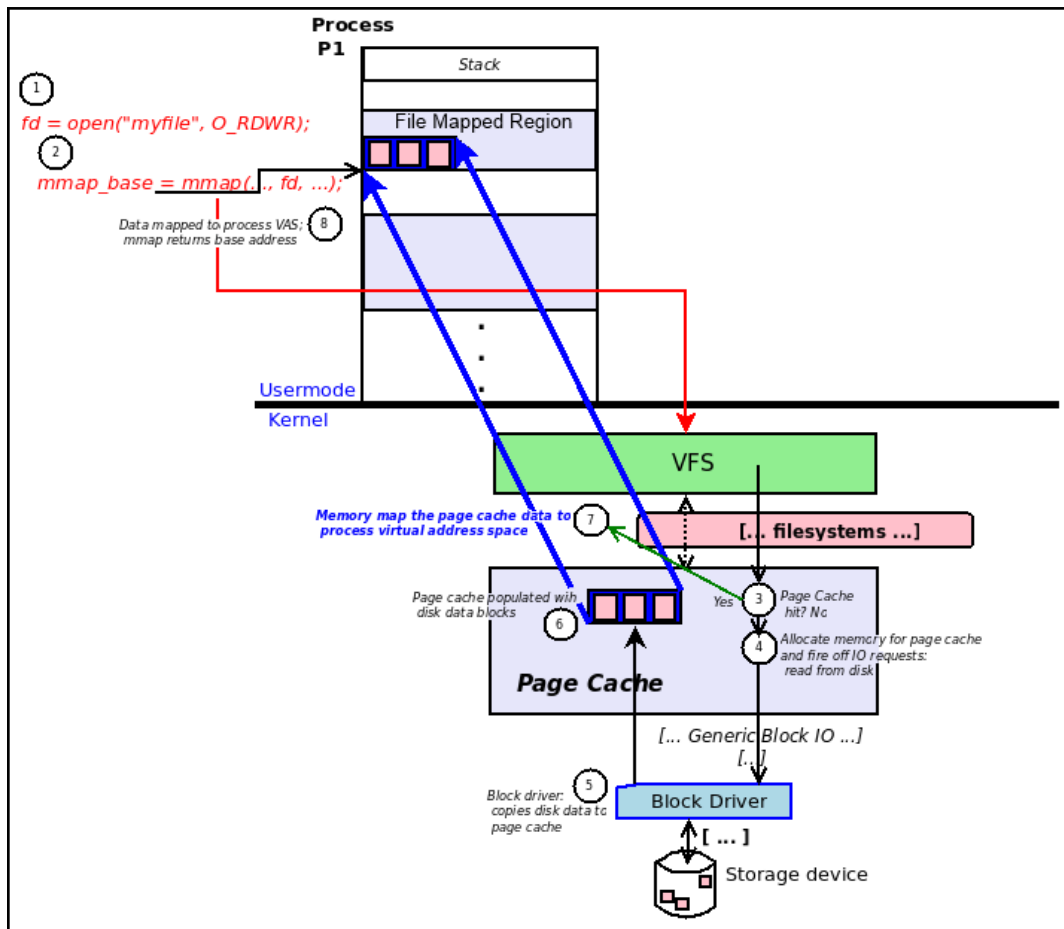 Process
P1
Stack
1
fd = open("myfile", O_RDWR);
File Mapped Region
2
mmap_base = mmap(..., fd, ...);
Data mapped to process VAS;
mmap returns base address
8
.
.
.
Usermode
Kernel
VFS
Memory map the page cache data to
process virtual address space
7
[... filesystems ...]
Page cache populated wih
disk data blocks
6
Yes
3
Page Cache
hit? No
4
Allocate memory for page cache
and fire off IO requests:
read from disk
Page Cache
[... Generic Block IO ...]
[...]
5
Block driver:
copies disk data to
page cache
Block Driver
[ ... ]
Storage device